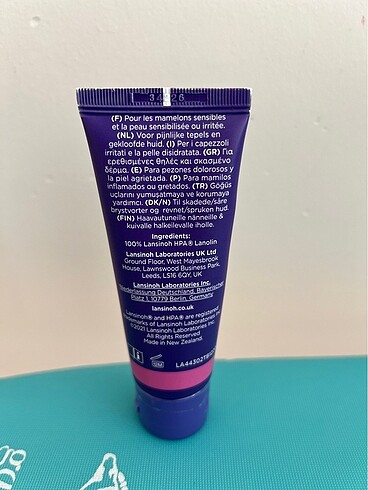 (F) Pour les mamelons sensibles
et la peau sensibilisée ou irritée.
(NL) Voor pijnlijke tepels en
gekloofde huid. (I) Per i capezzoli
irritati e la pelle disidratata. (GR) Για
ερεθισμένες θηλές και σκασμένο
δέρμα. (E) Para pezones dolorosos y
la piel agrietada. (P) Para mamilos
inflamados ou gretados. (TR) Göğüs
uçlarını yumuşatmaya ve korumaya
yardımcı. (DK/N) Til skadede/såre
brystvorter og revnet/sprukken hud.
(FIN) Haavautuneille nänneille &
kuivalle halkeilevalle iholle.
Ingredients:
100% Lansinoh HPA® Lanolin
Lansinoh Laboratories UK Ltd
Ground Floor, West Mayesbrook
House, Lawnswood Business Park,
Leeds, LS16 6QY, UK
Lansinoh Laboratories Inc.
Niederlassung Deutschland, Bayerischer
Platz 1, 10779 Berlin, Germany
lansinoh.co.uk
Lansinoh® and HPA® are registered
trademarks of Lansinoh Laboratories Inc.
©2021 Lansinoh Laboratories Inc.
All Rights Reserved
Made in New Zealand.